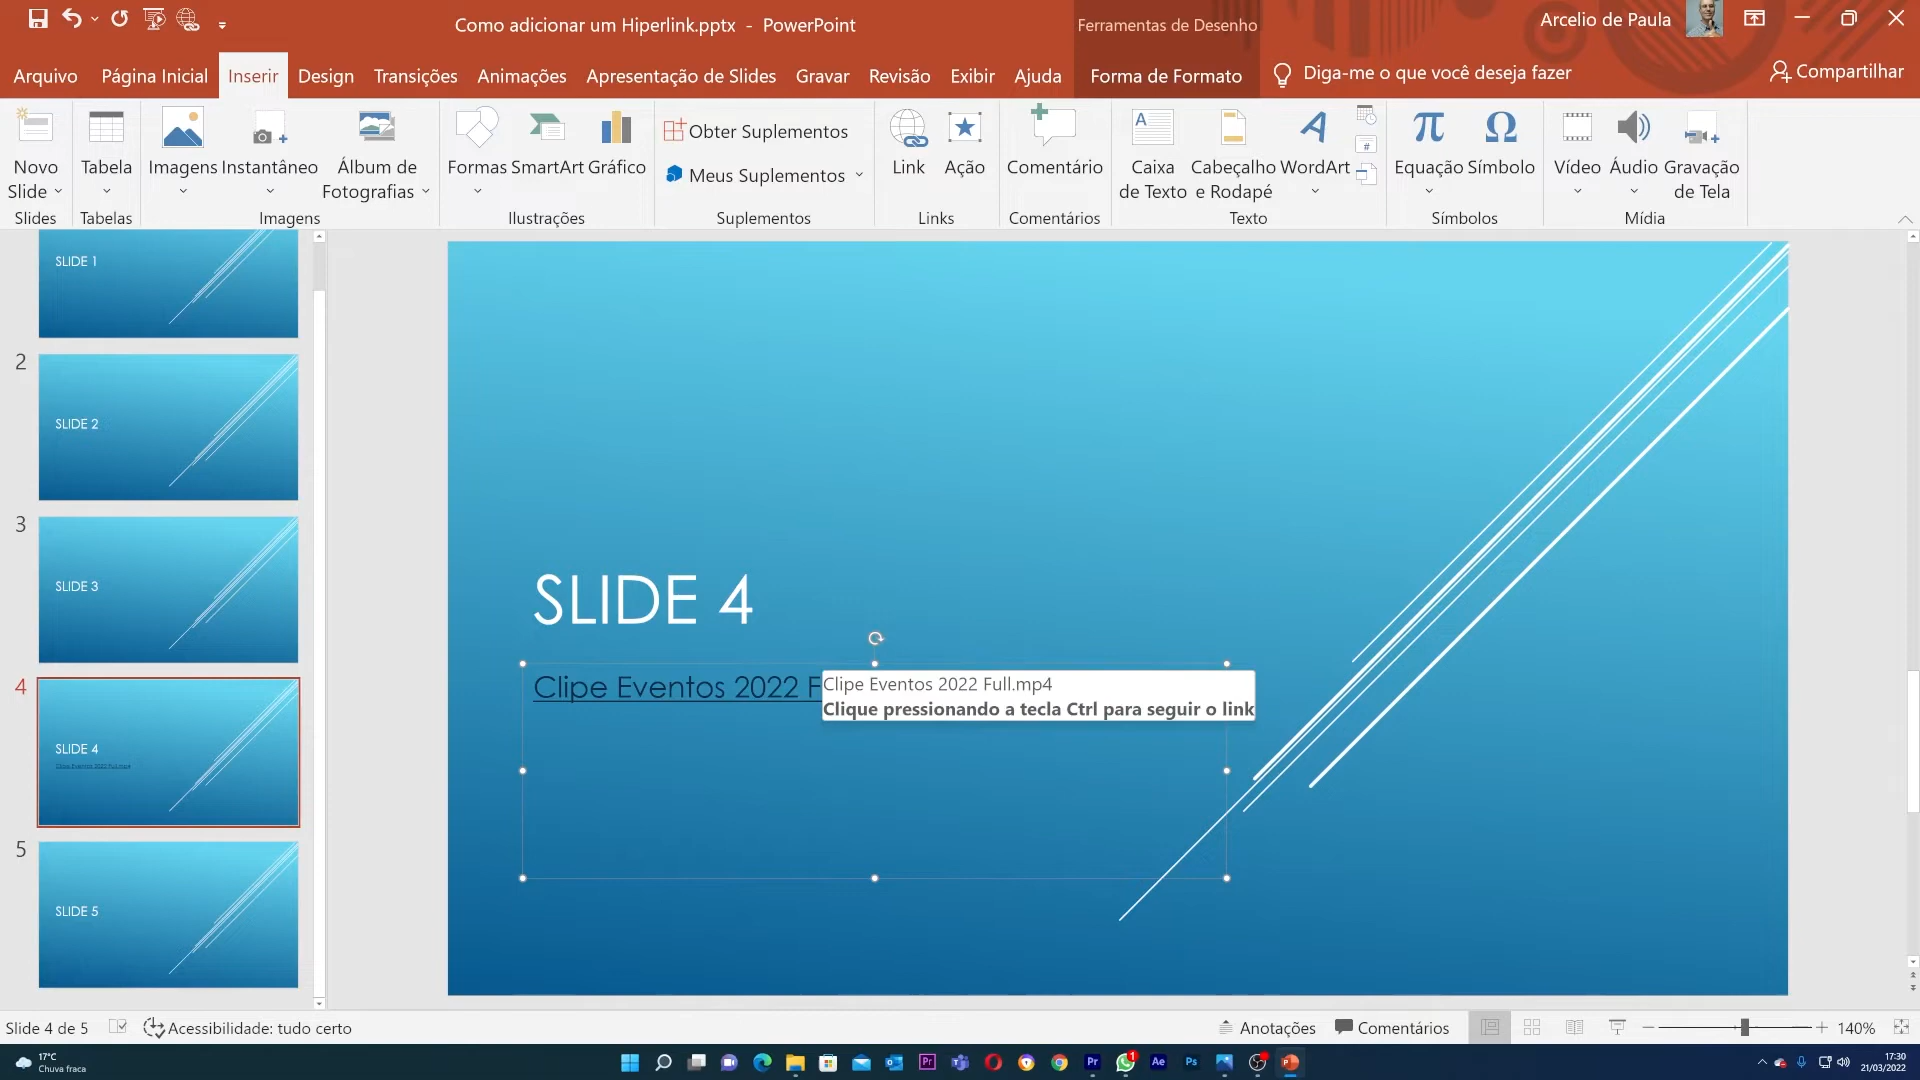 Como adicionar um Hiperlink.pptx - PowerPoint
Ferramentas de Desenho
Arcelio de Paula
Arquivo
Página Inicial
Inserir
Design
Transições
Animações
Apresentação de Slides
Gravar
Revisão
Exibir
Ajuda
Forma de Formato
Diga-me o que você deseja fazer
Compartilhar
Novo
Slide
Slides
Tabela
Tabelas
Imagens
Instantâneo
Álbum de
Fotografias
Imagens
Formas
SmartArt
Gráfico
Ilustrações
Obter Suplementos
Meus Suplementos
Suplementos
Link
Ação
Links
Comentário
Comentários
Caixa
de Texto
Cabeçalho
e Rodapé
WordArt
Texto
Equação
Símbolo
Símbolos
Vídeo
Áudio
Gravação
de Tela
Mídia
SLIDE 1
2
SLIDE 2
3
SLIDE 3
4
SLIDE 4
Clipe Eventos 2022 Full.mp4
5
SLIDE 5
SLIDE 4
Clipe Eventos 2022 F
Clipe Eventos 2022 Full.mp4
Clique pressionando a tecla Ctrl para seguir o link
Slide 4 de 5
Acessibilidade: tudo certo
Anotações
Comentários
140%
17°C
Chuva fraca
17:30
21/03/2022